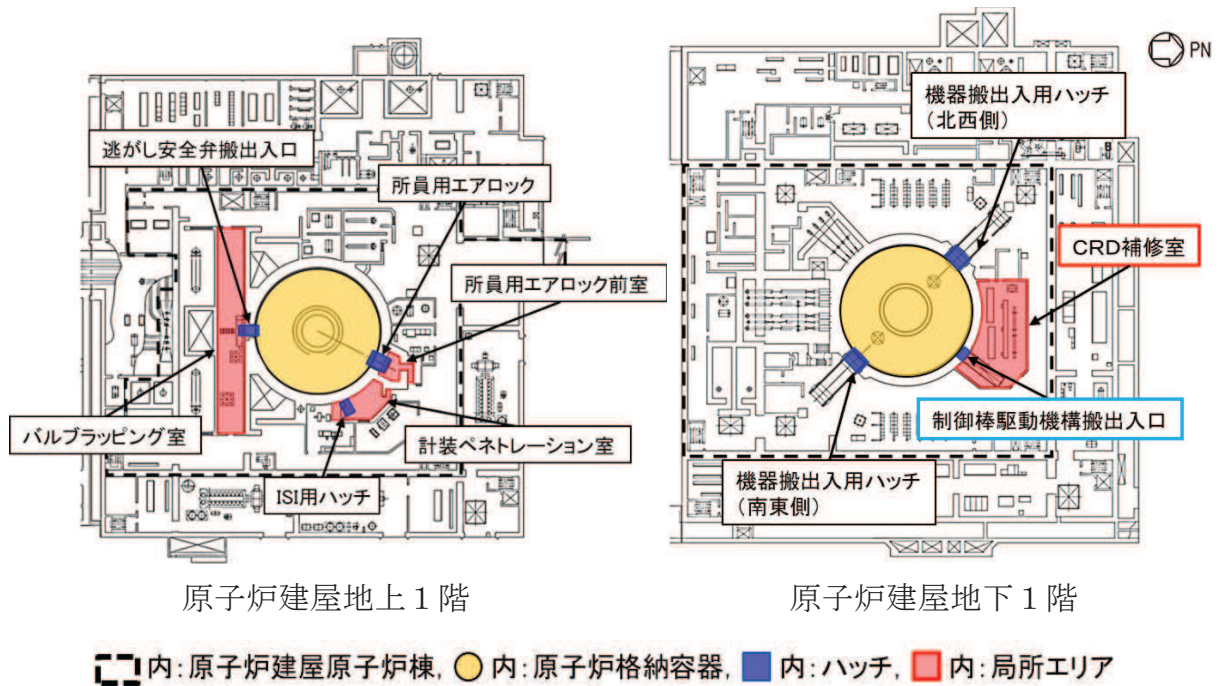 PN
逃がし安全弁搬出入口
所員用エアロック
所員用エアロック前室
バルブラッピング室
計装ペネトレーション室
ISI用ハッチ
原子炉建屋地上１階
機器搬出入用ハッチ
（北西側）
CRD補修室
制御棒駆動機構搬出入口
機器搬出入用ハッチ
（南東側）
原子炉建屋地下１階
内：原子炉建屋原子炉棟， 内：原子炉格納容器， 内：ハッチ， 内：局所エリア